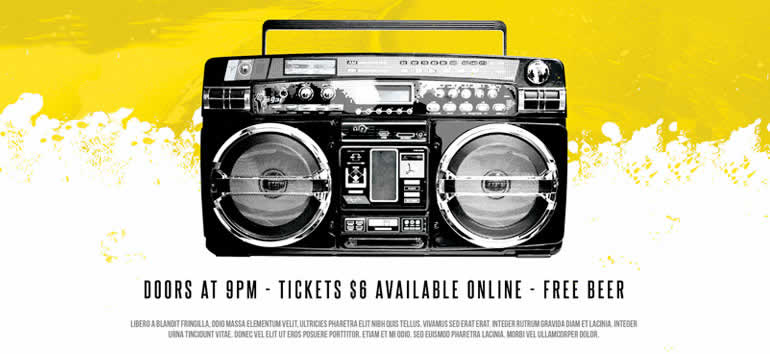 DOORS AT 9PM - TICKETS $6 AVAILABLE ONLINE - FREE BEER
LIBERO A BLANDIT FRINGILLA, ODIO MASSA ELEMENTUM VELIT, ULTRICIES PHARETRA ELIT NIBH QUIS TELLUS. VIVAMUS SED ERAT ERAT. INTEGER RUTRUM GRAVIDA DIAM ET LACINIA. INTEGER
URNA TINCIDUNT VITAE. DONEC VEL ELIT UT EROS POSUERE PORTTITOR. ETIAM ET MI ODIO. SED EUISMOD PHARETRA LACINIA. MORBI VEL ULLAMCORPER DOLOR.